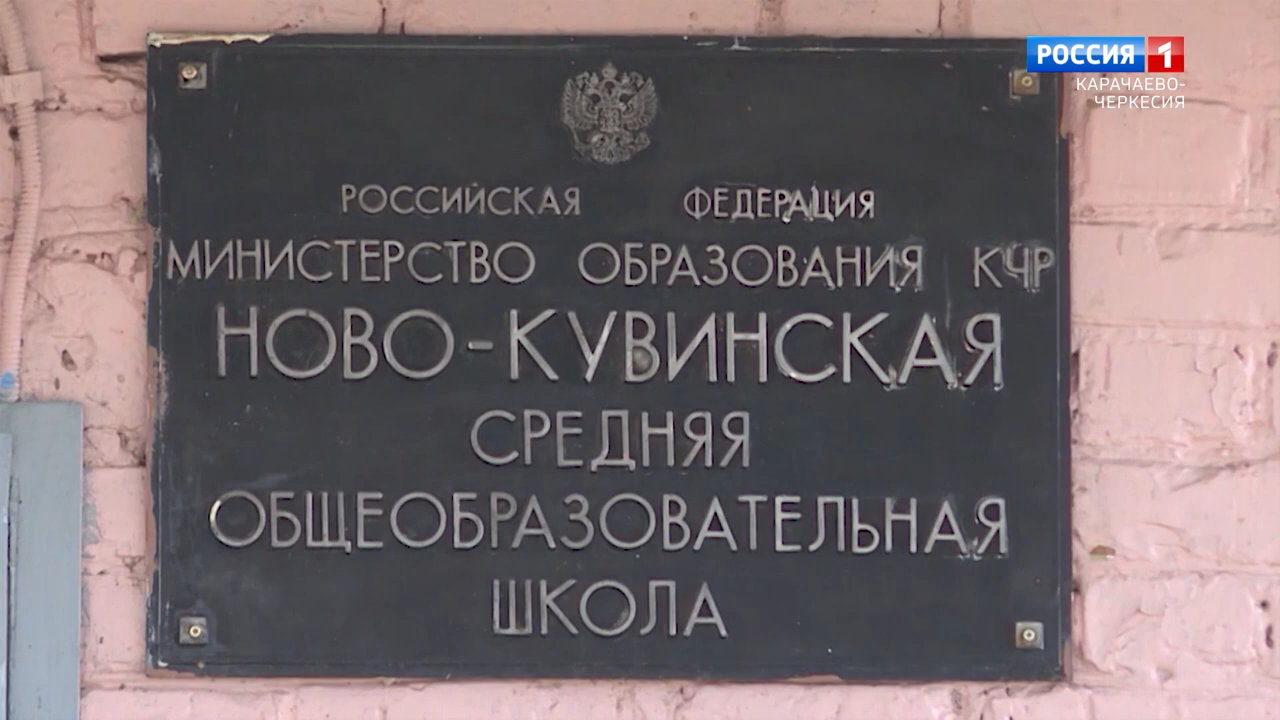 РОССИЯ 1
КАРАЧАЕВО-
ЧЕРКЕСИЯ
РОССИЙСКАЯ ФЕДЕРАЦИЯ
МИНИСТЕРСТВО ОБРАЗОВАНИЯ КЧР
НОВО-КУВИНСКАЯ
СРЕДНЯЯ
ОБЩЕОБРАЗОВАТЕЛЬНАЯ
ШКОЛА